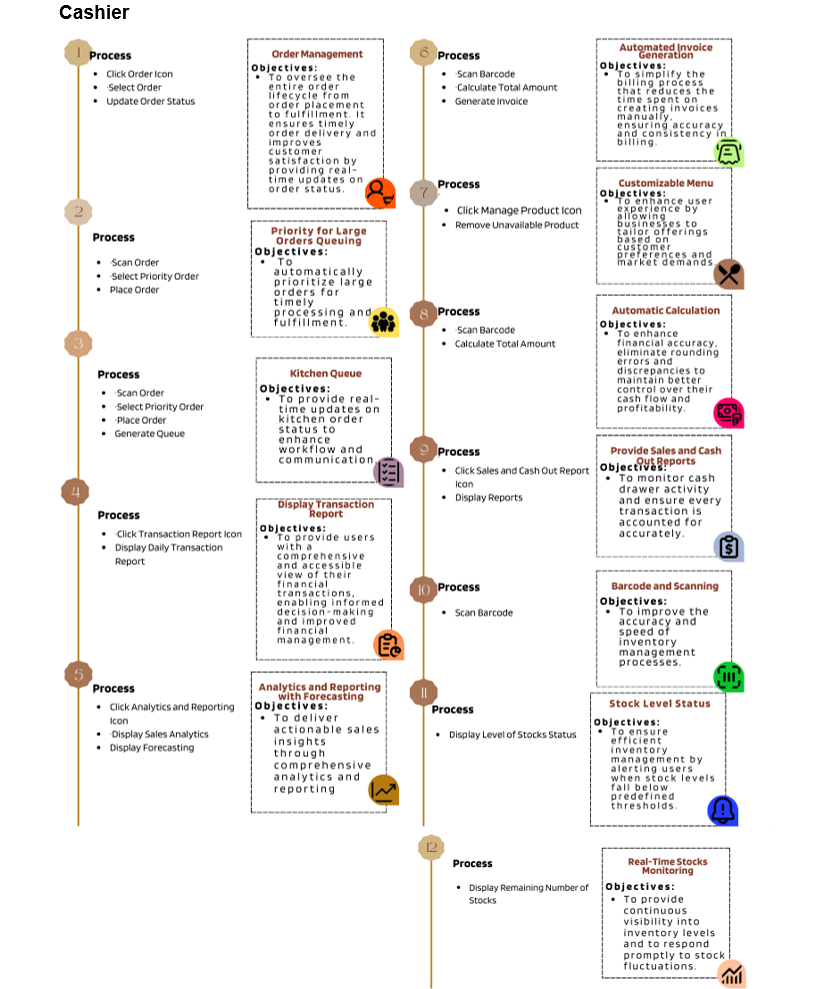 Cashier
1
Process
• Click Order Icon
• ·Select Order
• Update Order Status
Order Management
Objectives:
• To oversee the
entire order
lifecycle from
order placement
to fulfillment. It
ensures timely
order delivery and
improves
customer
satisfaction by
providing real-
time updates on
order status.
2
Process
• ·Scan Order
• ·Select Priority Order
• Place Order
Priority for Large
Orders Queuing
Objectives:
• To
automatically
prioritize large
orders for
timely
processing and
fulfillment.
3
Process
• ·Scan Order
• ·Select Priority Order
• ·Place Order
• Generate Queue
Kitchen Queue
Objectives:
• To provide real-
time updates on
kitchen order
status to
enhance
workflow and
communication
4
Process
• ·Click Transaction Report Icon
• Display Daily Transaction
Report
Display Transaction
Report
Objectives:
• To provide users
with a
comprehensive
and accessible
view of their
financial
transactions,
enabling informed
decision-making
and improved
financial
management.
5
Process
• Click Analytics and Reporting
Icon
• ·Display Sales Analytics
• Display Forecasting
Analytics and Reporting
with Forecasting
Objectives:
• To deliver
actionable sales
insights
through
comprehensive
analytics and
reporting
6
Process
• ·Scan Barcode
• ·Calculate Total Amount
• Generate Invoice
Automated Invoice
Generation
Objectives:
• To simplify the
billing process
that reduces the
time spent on
creating invoices
manually,
ensuring accuracy
and consistency in
billing.
7
Process
• Click Manage Product Icon
• Remove Unavailable Product
Customizable Menu
Objectives:
• To enhance user
experience by
allowing
businesses to
tailor offerings
based on
customer
preferences and
market demands.
8
Process
• ·Scan Barcode
• Calculate Total Amount
Automatic Calculation
Objectives:
• To enhance
financial accuracy,
eliminate rounding
errors and
discrepancies to
maintain better
control over their
cash flow and
profitability.
9
Process
• Click Sales and Cash Out Report
Icon
• Display Reports
Provide Sales and Cash
Out Reports
Objectives:
• To monitor cash
drawer activity
and ensure every
transaction is
accounted for
accurately.
10
Process
• Scan Barcode
Barcode and Scanning
Objectives:
• To improve the
accuracy and
speed of
inventory
management
processes.
11
Process
• Display Level of Stocks Status
Stock Level Status
Objectives:
• To ensure
efficient
inventory
management by
alerting users
when stock levels
fall below
predefined
thresholds.
12
Process
• Display Remaining Number of
Stocks
Real-Time Stocks
Monitoring
Objectives:
• To provide
continuous
visibility into
inventory levels
and to respond
promptly to stock
fluctuations.